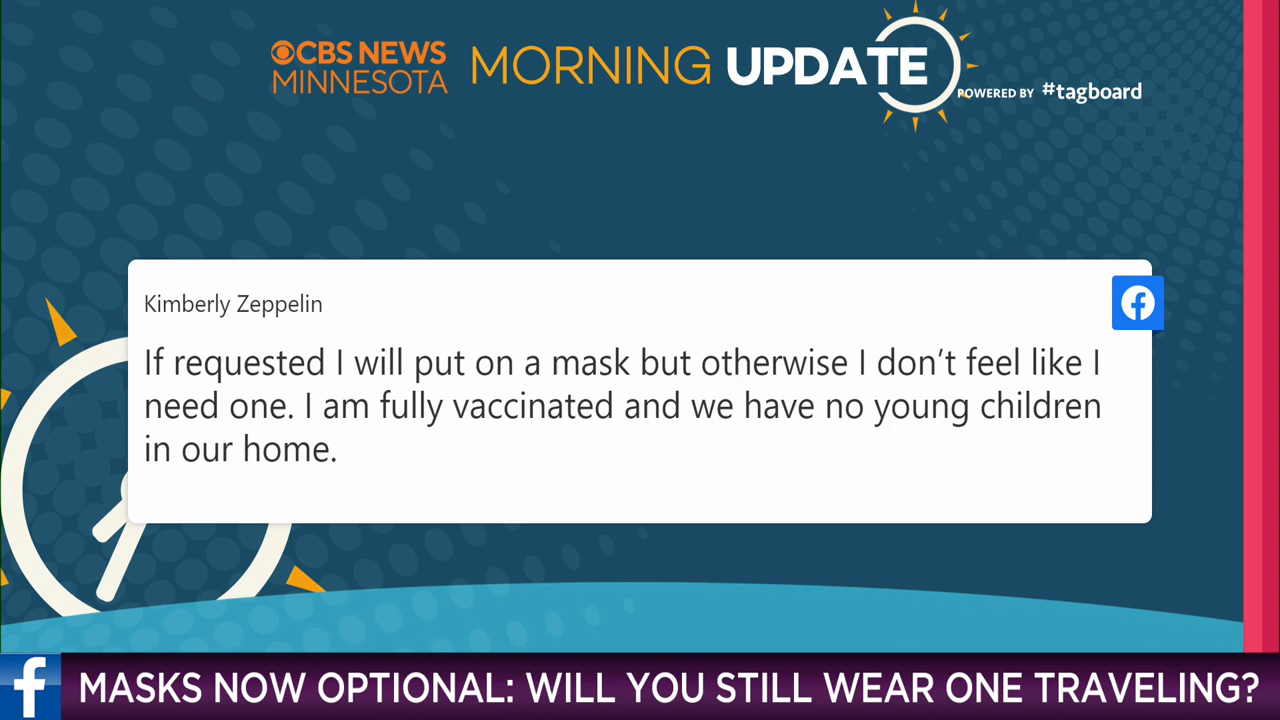 CBS NEWS
MINNESOTA
MORNING UPDATE
POWERED BY #tagboard
Kimberly Zeppelin
If requested I will put on a mask but otherwise I don’t feel like I
need one. I am fully vaccinated and we have no young children
in our home.
MASKS NOW OPTIONAL: WILL YOU STILL WEAR ONE TRAVELING?